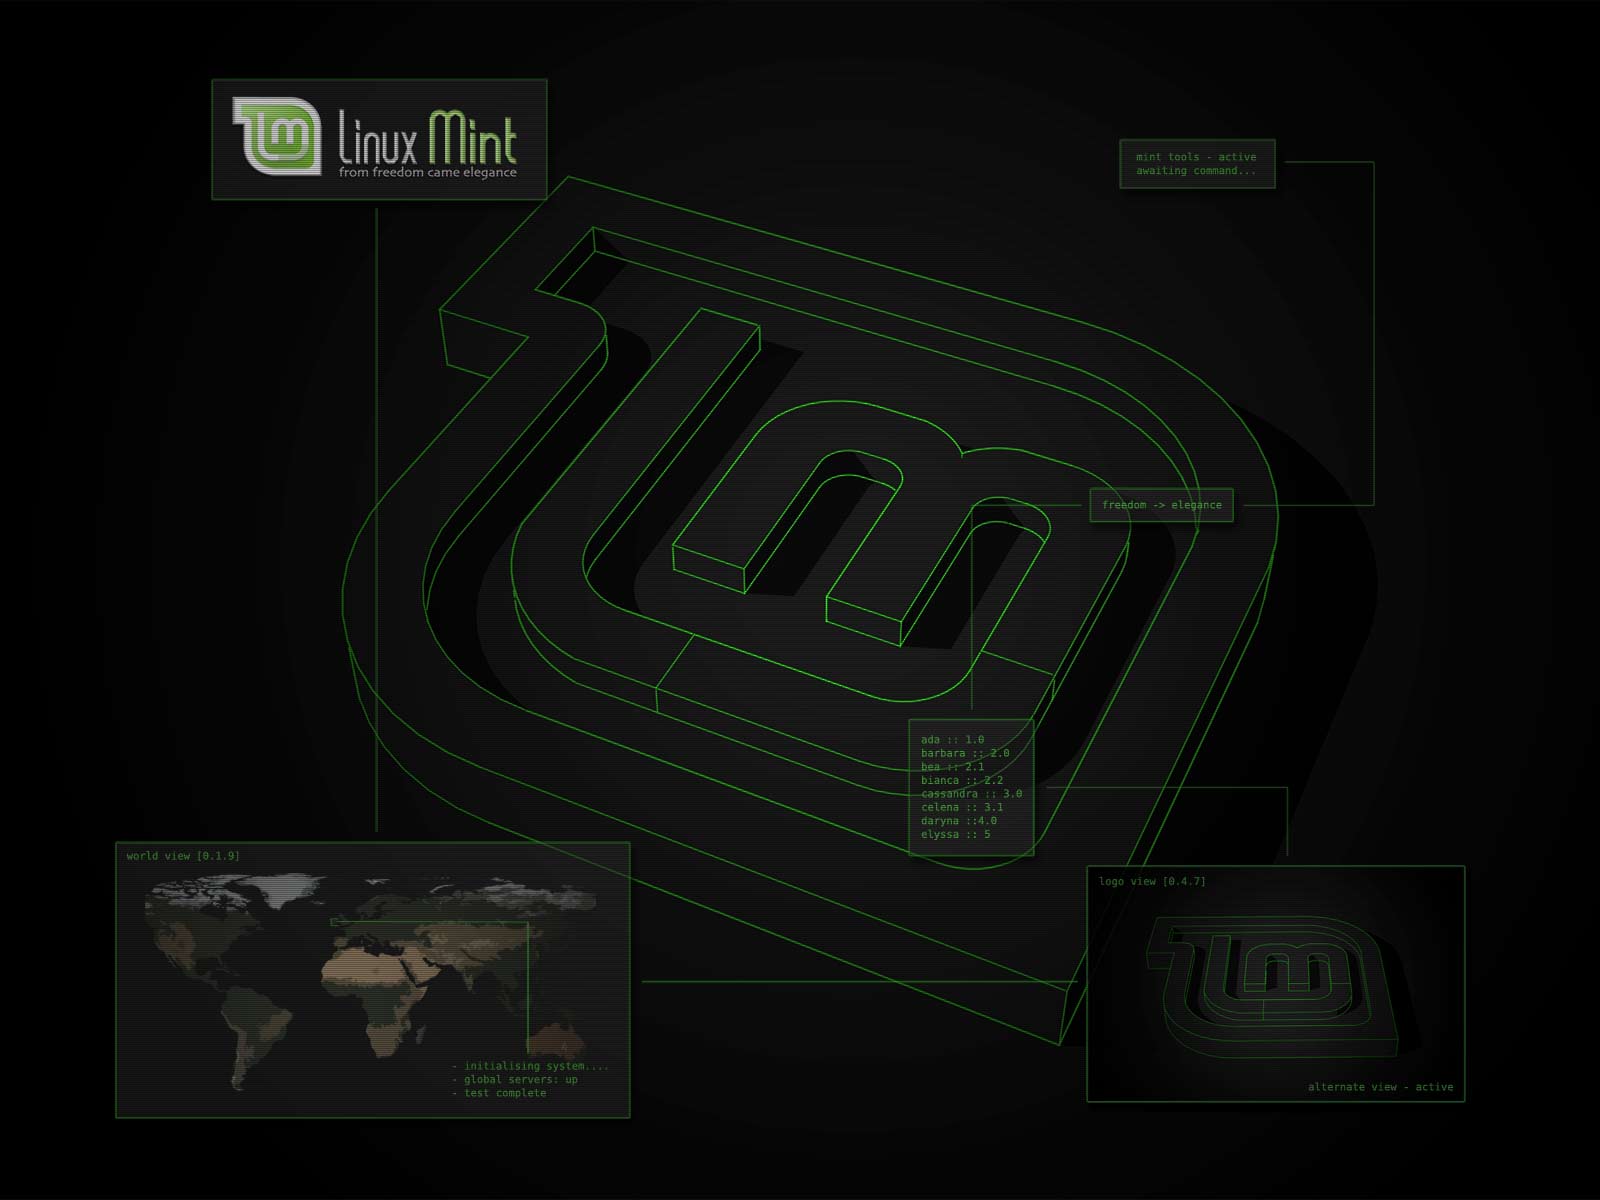 Linux Mint
from freedom came elegance
mint tools - active
awaiting command...
freedom -> elegance
ada :: 1.0
barbara :: 2.0
bea :: 2.1
bianca :: 2.2
cassandra :: 3.0
celena :: 3.1
daryna ::4.0
elyssa :: 5
world view [0.1.9]
- initialising system....
- global servers: up
- test complete
logo view [0.4.7]
alternate view - active